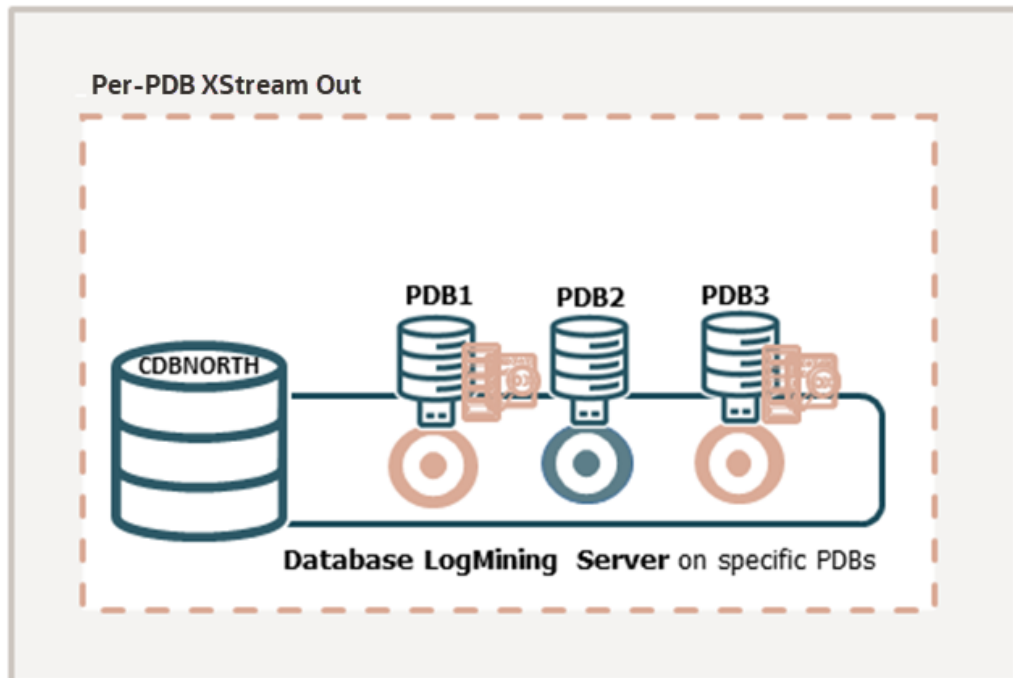 Per-PDB XStream Out
PDB1
PDB2
PDB3
CDBNORTH
Database LogMining Server on specific PDBs